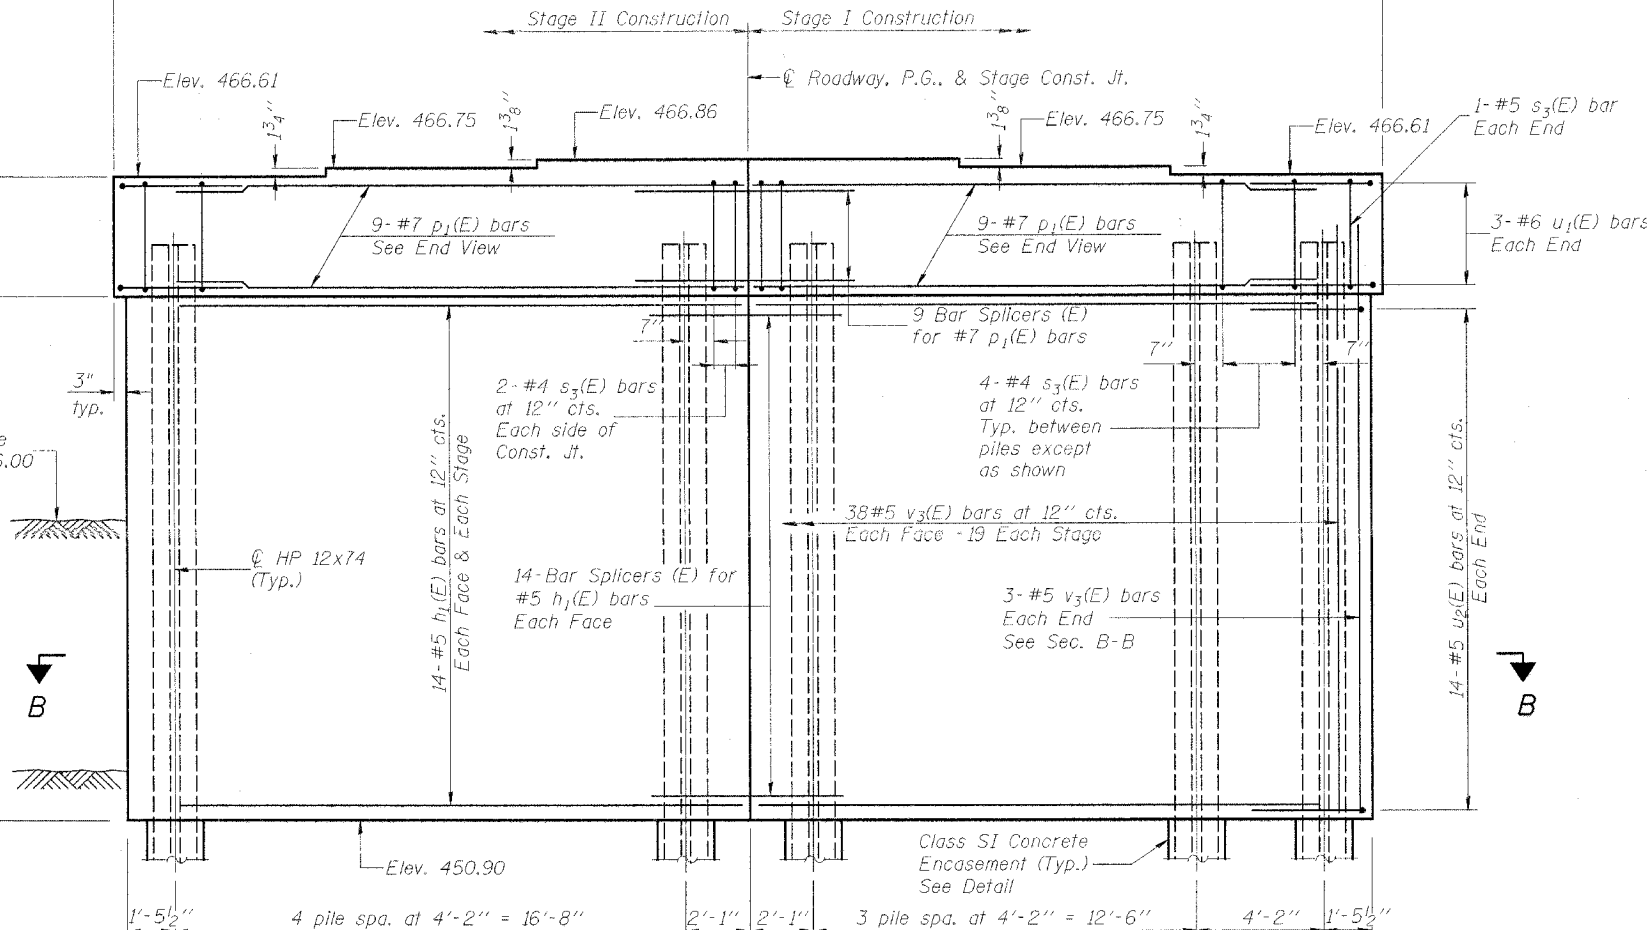 Stage II Construction
Stage I Construction
℄ Roadway, P.G., & Stage Const. Jt.
Elev. 466.61
1 3/4"
Elev. 466.75
1 3/8"
Elev. 466.86
1 3/8"
Elev. 466.75
1 3/4"
Elev. 466.61
1-#5 s3(E) bar
Each End
9-#7 p1(E) bars
See End View
9-#7 p1(E) bars
See End View
3-#6 u1(E) bars
Each End
9 Bar Splicers (E)
for #7 p1(E) bars
7"
7"
7"
3"
typ.
2-#4 s3(E) bars
at 12" cts.
Each side of
Const. Jt.
4-#4 s3(E) bars
at 12" cts.
Typ. between
piles except
as shown
14-#5 h1(E) bars at 12" cts.
Each Face & Each Stage
38#5 v3(E) bars at 12" cts.
Each Face -19 Each Stage
℄ HP 12x74
(Typ.)
14-Bar Splicers (E) for
#5 h1(E) bars
Each Face
3-#5 v3(E) bars
Each End
See Sec. B-B
14-#5 u2(E) bars at 12" cts.
Each End
B
B
Elev. 450.90
Class SI Concrete
Encasement (Typ.)
See Detail
1'-5½"
4 pile spa. at 4'-2" = 16'-8"
2'-1"
2'-1"
3 pile spa. at 4'-2" = 12'-6"
4'-2"
1'-5½"